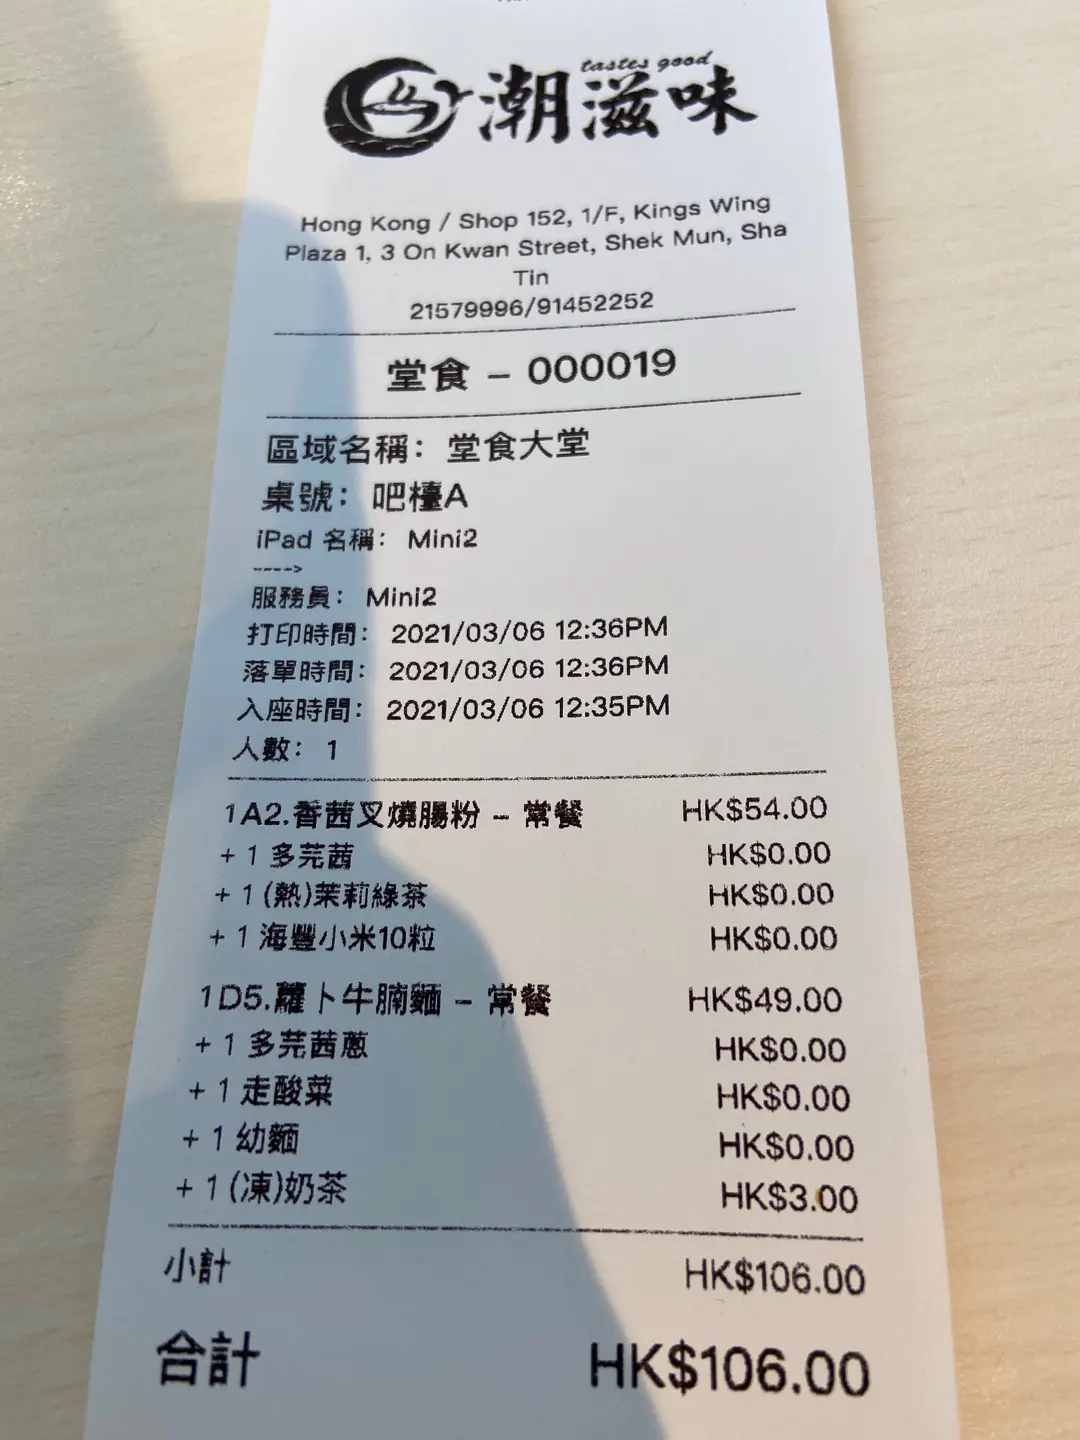 tastes good
潮滋味
Hong Kong / Shop 152, 1/F, Kings Wing
Plaza 1, 3 On Kwan Street, Shek Mun, Sha
Tin
21579996/91452252
堂食 – 000019
區域名稱： 堂食大堂
桌號： 吧檯A
iPad 名稱： Mini2
---->
服務員： Mini2
打印時間： 2021/03/06 12:36PM
落單時間： 2021/03/06 12:36PM
入座時間： 2021/03/06 12:35PM
人數： 1
1 A2.香茜叉燒腸粉 – 常餐 HK$54.00
+ 1 多芫茜 HK$0.00
+ 1 (熱)茉莉綠茶 HK$0.00
+ 1 海豐小米10粒 HK$0.00
1 D5.蘿卜牛腩麵 – 常餐 HK$49.00
+ 1 多芫茜蔥 HK$0.00
+ 1 走酸菜 HK$0.00
+ 1 幼麵 HK$0.00
+ 1 (凍)奶茶 HK$3.00
小計 HK$106.00
合計 HK$106.00